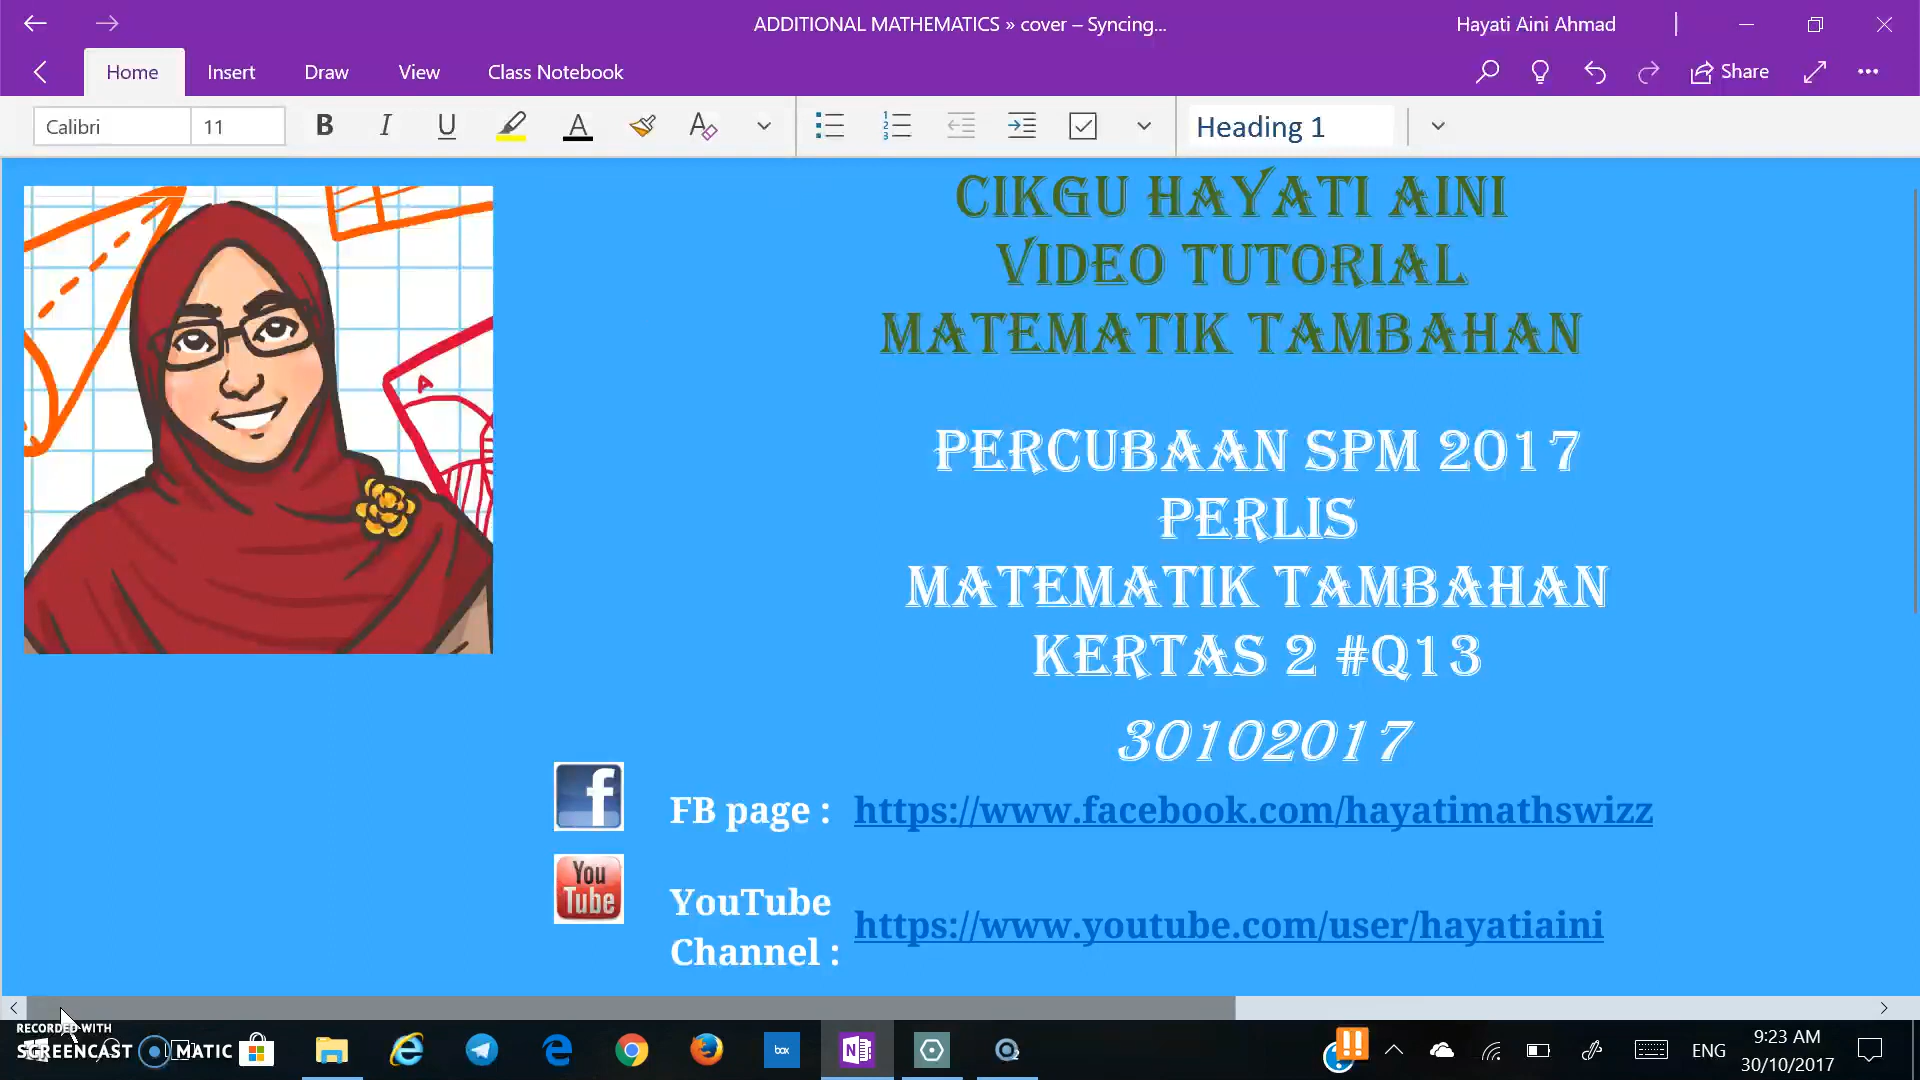 ADDITIONAL MATHEMATICS » cover – Syncing...
Hayati Aini Ahmad
Home
Insert
Draw
View
Class Notebook
Share
Calibri
11
B
I
U
A
A
1
2
3
Heading 1
CIKGU HAYATI AINI
VIDEO TUTORIAL
MATEMATIK TAMBAHAN
A
PERCUBAAN SPM 2017
PERLIS
MATEMATIK TAMBAHAN
KERTAS 2 #Q13
30102017
f
FB page :
https://www.facebook.com/hayatimathswizz
You
Tube
YouTube
Channel :
https://www.youtube.com/user/hayatiaini
RECORDED WITH
SCREENCAST MATIC
box
N
ENG
9:23 AM
30/10/2017